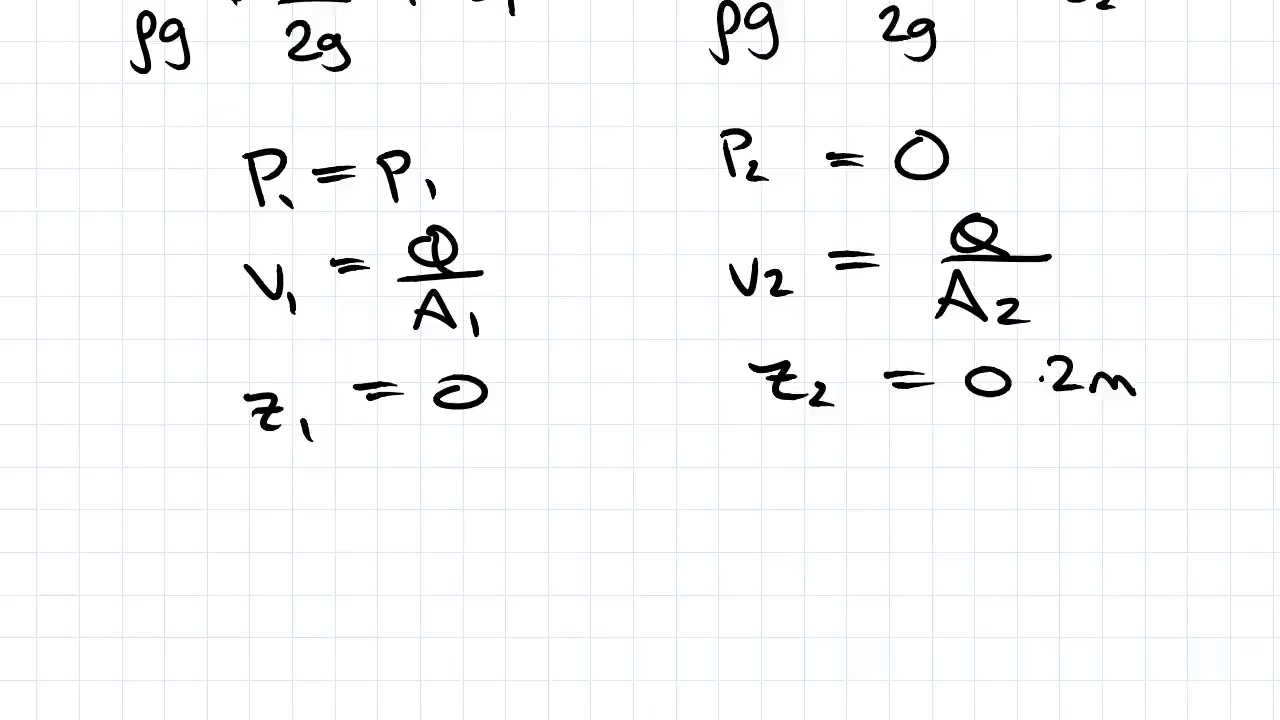 ρg 2g ρg 2g
P₁ = P₁ P₂ = 0
v₁ = Q/A₁ v₂ = Q/A₂
z₁ = 0 z₂ = 0.2m